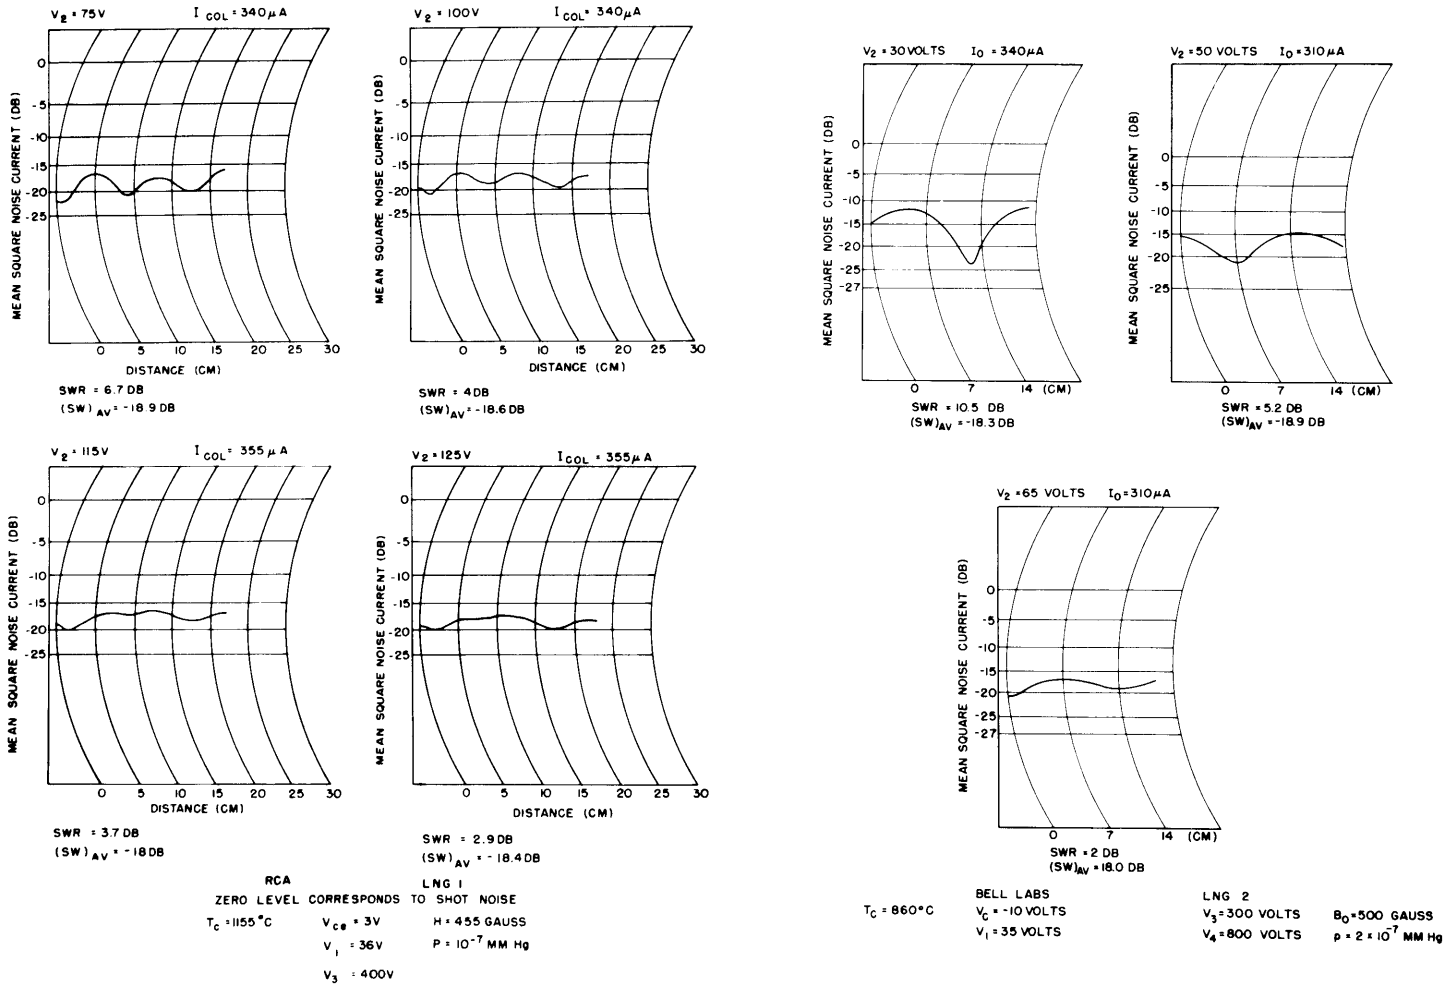 V2 = 75V I COL = 340µA
MEAN SQUARE NOISE CURRENT (DB)
0
-5
-10
-15
-20
-25
0 5 10 15 20 25 30
DISTANCE (CM)
SWR = 6.7 DB
(SW)AV = -18.9 DB
V2 = 100V I COL = 340µA
MEAN SQUARE NOISE CURRENT (DB)
0
-5
-10
-15
-20
-25
0 5 10 15 20 25 30
DISTANCE (CM)
SWR = 4DB
(SW)AV = -18.6 DB
V2 = 30VOLTS I0 = 340µA
MEAN SQUARE NOISE CURRENT (DB)
0
-5
-10
-15
-20
-25
-27
0 7 14 (CM)
SWR = 10.5 DB
(SW)AV = -18.3 DB
V2 = 50 VOLTS I0 = 310µA
MEAN SQUARE NOISE CURRENT (DB)
0
-5
-10
-15
-20
-25
0 7 14 (CM)
SWR = 5.2 DB
(SW)AV = -18.9 DB
V2 = 115V I COL = 355µA
MEAN SQUARE NOISE CURRENT (DB)
0
-5
-10
-15
-20
-25
0 5 10 15 20 25 30
DISTANCE (CM)
SWR = 3.7 DB
(SW)AV = -18DB
V2 = 125V I COL = 355µA
MEAN SQUARE NOISE CURRENT (DB)
0
-5
-10
-15
-20
-25
0 5 10 15 20 25 30
DISTANCE (CM)
SWR = 2.9 DB
(SW)AV = -18.4DB
V2 = 65 VOLTS I0 = 310µA
MEAN SQUARE NOISE CURRENT (DB)
0
-5
-10
-15
-20
-25
-27
0 7 14 (CM)
SWR = 2 DB
(SW)AV = 18.0 DB
RCA LNG 1
ZERO LEVEL CORRESPONDS TO SHOT NOISE
TC = 1155°C VCe = 3V H = 455 GAUSS
V1 = 36V P = 10-7 MM Hg
V3 = 400V
BELL LABS LNG 2
TC = 860°C VC = -10 VOLTS V3 = 300 VOLTS B0 = 500 GAUSS
V1 = 35 VOLTS V4 = 800 VOLTS p = 2 x 10-7 MM Hg